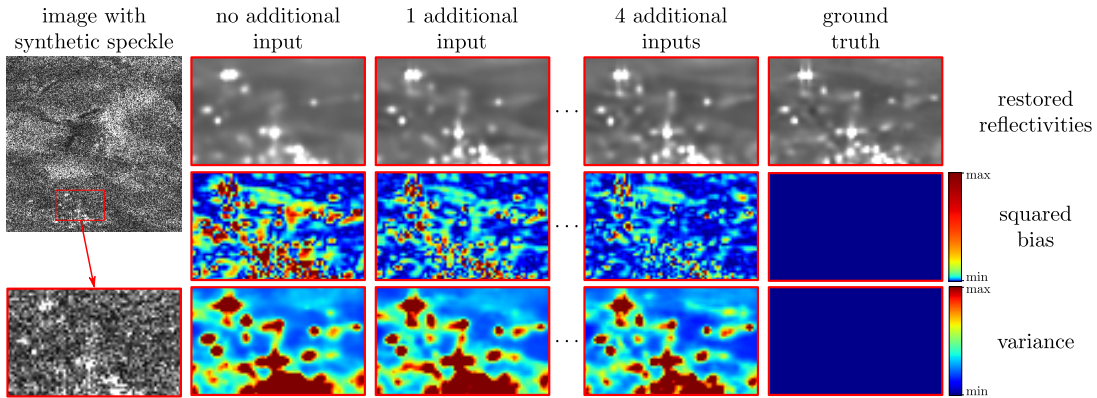 image with
synthetic speckle
no additional
input
1 additional
input
4 additional
inputs
ground
truth
...
restored
reflectivities
...
max
min
squared
bias
...
max
min
variance